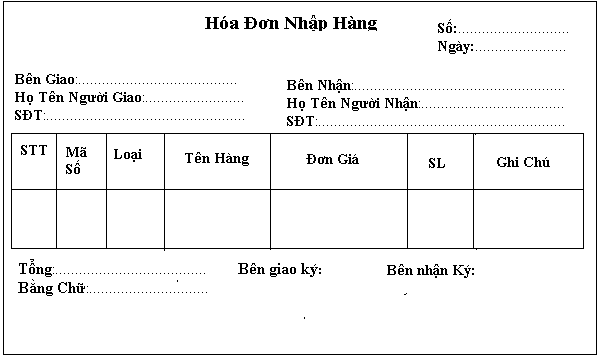 Hóa Đơn Nhập Hàng
Số:............................
Ngày:.......................
Bên Giao:........................................
Họ Tên Người Giao:.........................
SĐT:..................................................
Bên Nhận:.....................................................
Họ Tên Người Nhận:....................................
SĐT:..............................................................
STT Mã Số Loại Tên Hàng Đơn Giá SL Ghi Chú
Tổng:...................................... Bên giao ký: Bên nhận Ký:
Bằng Chữ:..............................